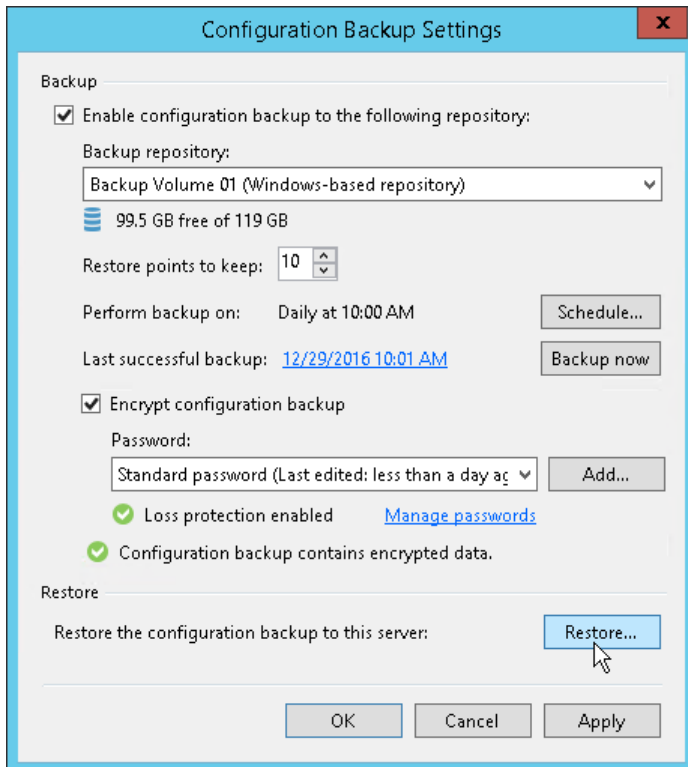 Configuration Backup Settings
x
Backup
Enable configuration backup to the following repository:
Backup repository:
Backup Volume 01 (Windows-based repository)
99.5 GB free of 119 GB
Restore points to keep: 10
Perform backup on: Daily at 10:00 AM Schedule...
Last successful backup: 12/29/2016 10:01 AM Backup now
Encrypt configuration backup
Password:
Standard password (Last edited: less than a day ag Add...
Loss protection enabled Manage passwords
Configuration backup contains encrypted data.
Restore
Restore the configuration backup to this server: Restore...
OK Cancel Apply